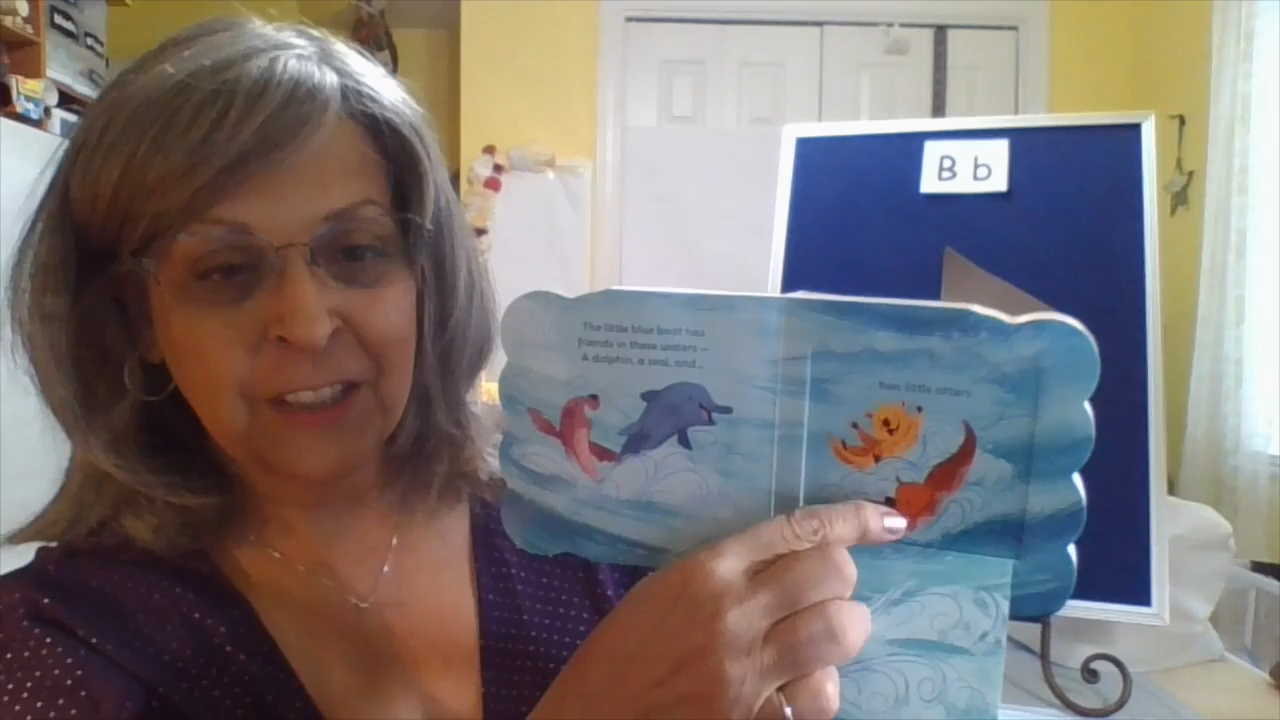 B b
The little blue boat has
friends in these waters –
A dolphin, a seal, and...
two little otters